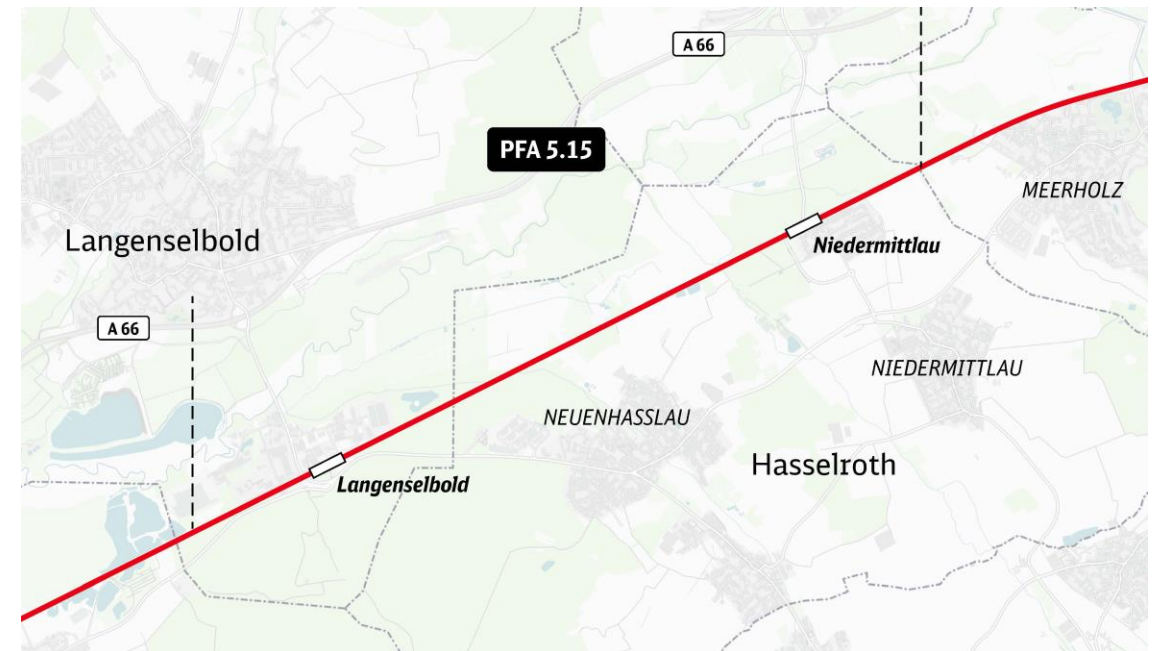 A 66
PFA 5.15
MEERHOLZ
Langenselbold
Niedermittlau
A 66
NIEDERMITTLAU
NEUENHASSLAU
Hasselroth
Langenselbold